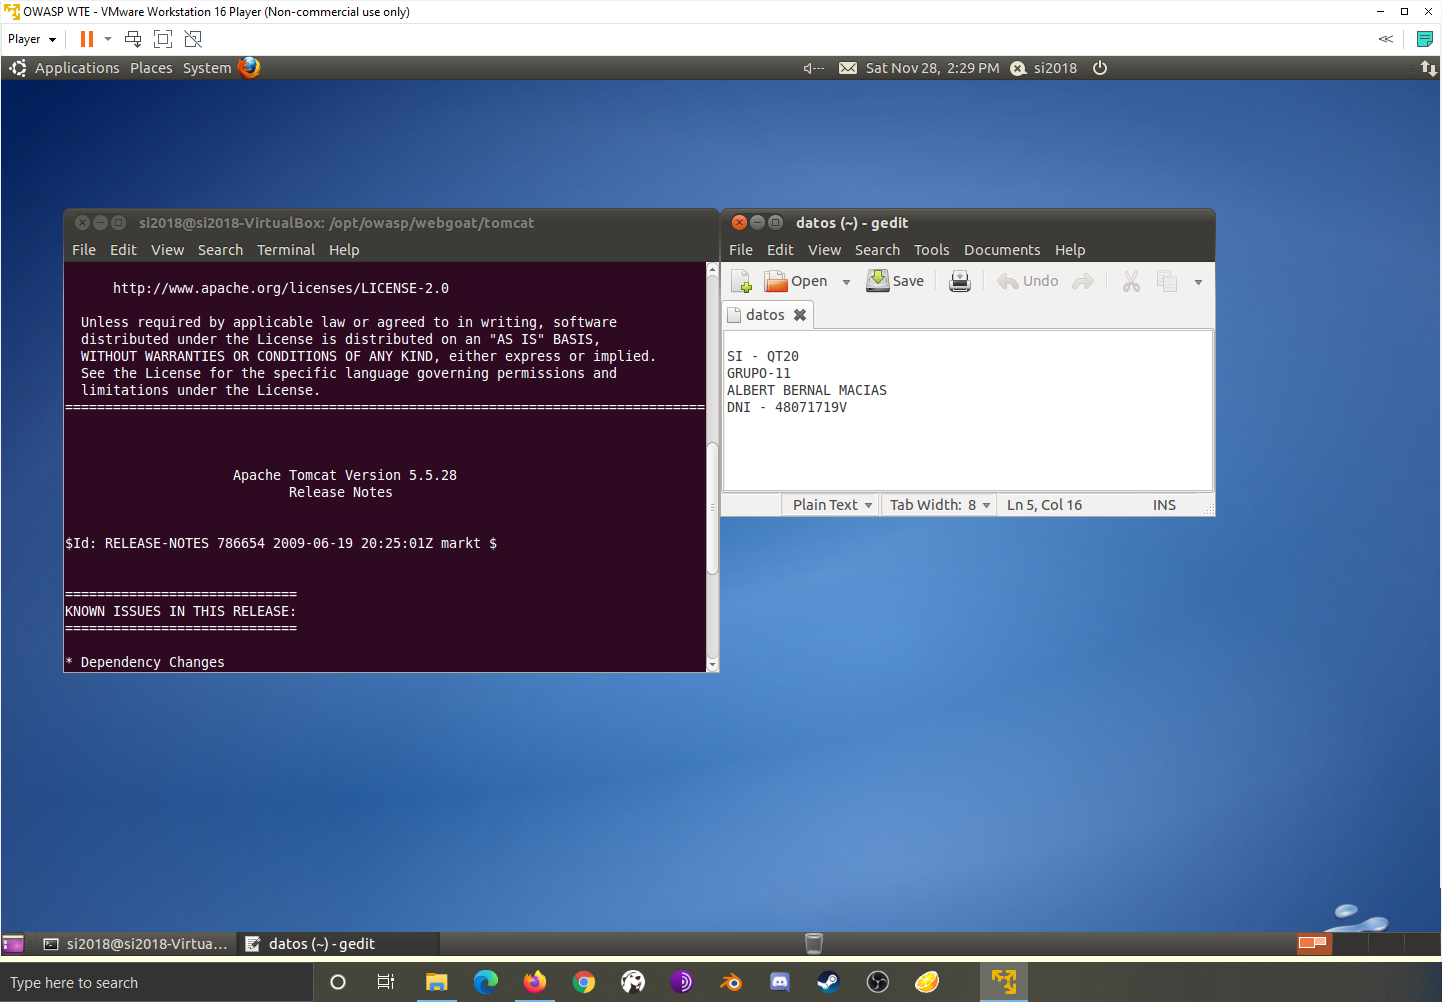 OWASP WTE - VMware Workstation 16 Player (Non-commercial use only)
Player
Applications Places System
Sat Nov 28, 2:29 PM si2018
si2018@si2018-VirtualBox: /opt/owasp/webgoat/tomcat
File Edit View Search Terminal Help
http://www.apache.org/licenses/LICENSE-2.0
Unless required by applicable law or agreed to in writing, software
distributed under the License is distributed on an "AS IS" BASIS,
WITHOUT WARRANTIES OR CONDITIONS OF ANY KIND, either express or implied.
See the License for the specific language governing permissions and
limitations under the License.
================================================================================
Apache Tomcat Version 5.5.28
Release Notes
$Id: RELEASE-NOTES 786654 2009-06-19 20:25:01Z markt $
=============================
KNOWN ISSUES IN THIS RELEASE:
=============================
* Dependency Changes
datos (~) - gedit
File Edit View Search Tools Documents Help
Open Save Undo
datos
SI - QT20
GRUPO-11
ALBERT BERNAL MACIAS
DNI - 48071719V
Plain Text Tab Width: 8 Ln 5, Col 16 INS
si2018@si2018-Virtua... datos (~) - gedit
Type here to search